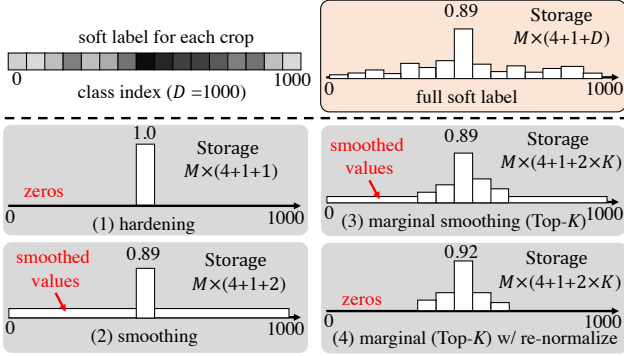 soft label for each crop
0 1000
class index (D =1000)
0.89 Storage
M×(4+1+D)
0 1000
full soft label
1.0 Storage
M×(4+1+1)
zeros
0 1000
(1) hardening
0.89 Storage
M×(4+1+2×K)
smoothed
values
0 1000
(3) marginal smoothing (Top-K)
smoothed
values
0.89 Storage
M×(4+1+2)
0 1000
(2) smoothing
0.92 Storage
M×(4+1+2×K)
zeros
0 1000
(4) marginal (Top-K) w/ re-normalize